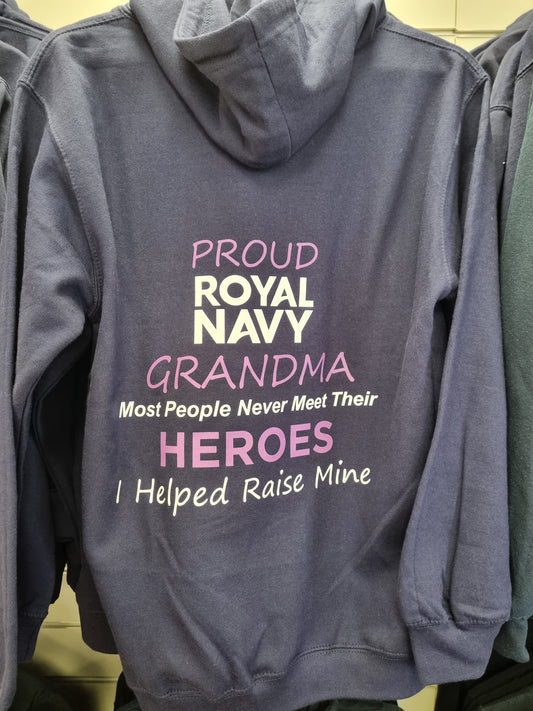 PROUD
ROYAL
NAVY
GRANDMA
Most People Never Meet Their
HEROES
I Helped Raise Mine